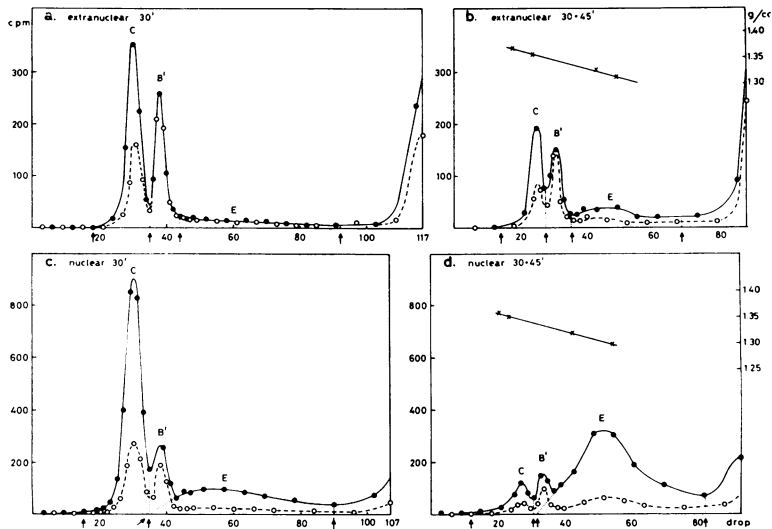 a. extranuclear 30'
cpm
C
B'
E
300
200
100
20
40
60
80
100
117
b. extranuclear 30+45'
g/cc
1.40
1.35
1.30
C
B'
E
300
200
100
20
40
60
80
c. nuclear 30'
C
B'
E
800
600
400
200
20
40
60
80
100
107
d. nuclear 30+45'
1.40
1.35
1.30
1.25
C
B'
E
800
600
400
200
20
40
60
80
drop